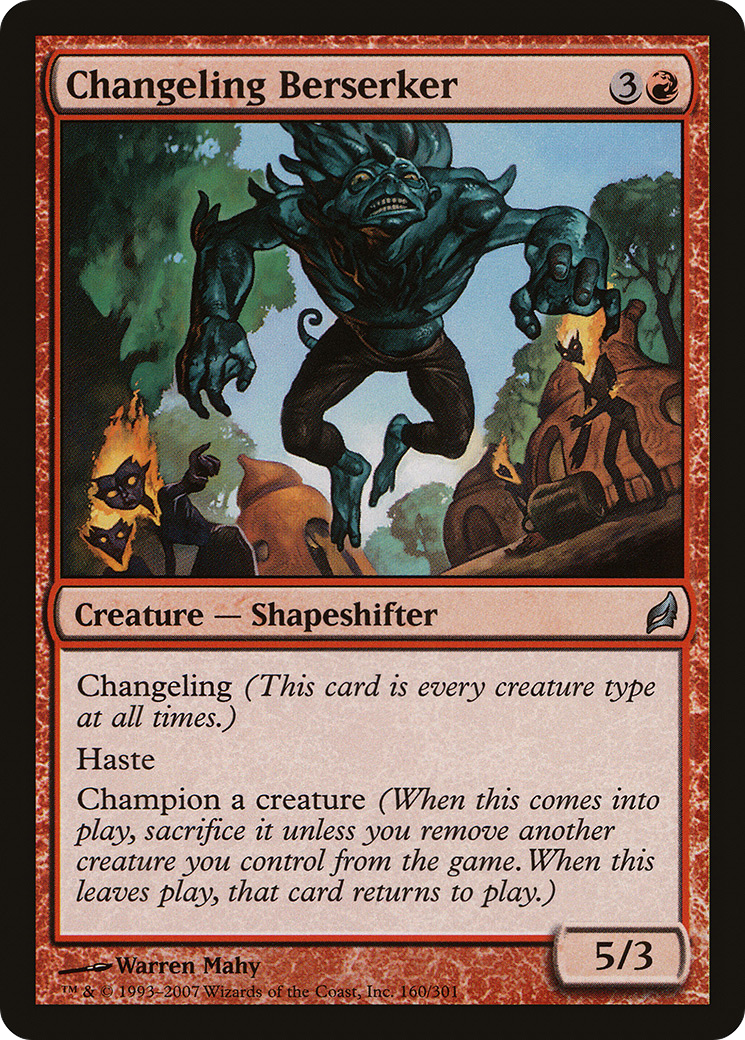 Changeling Berserker 3
Creature — Shapeshifter
Changeling (This card is every creature type
at all times.)
Haste
Champion a creature (When this comes into
play, sacrifice it unless you remove another
creature you control from the game. When this
leaves play, that card returns to play.)
5/3
Warren Mahy
™ & © 1993–2007 Wizards of the Coast, Inc. 160/301